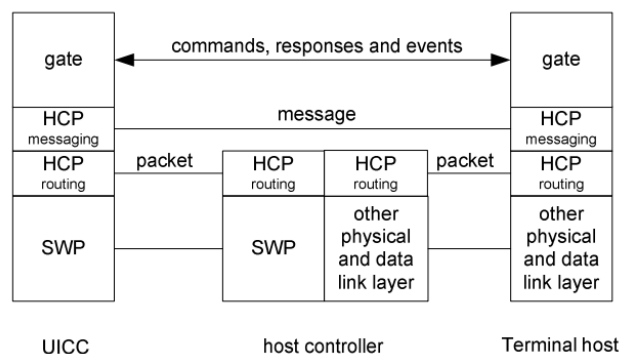 gate
commands, responses and events
gate
HCP
messaging
message
HCP
messaging
HCP
routing
packet
HCP
routing
HCP
routing
packet
HCP
routing
SWP
SWP
other
physical
and data
link layer
other
physical
and data
link layer
UICC
host controller
Terminal host